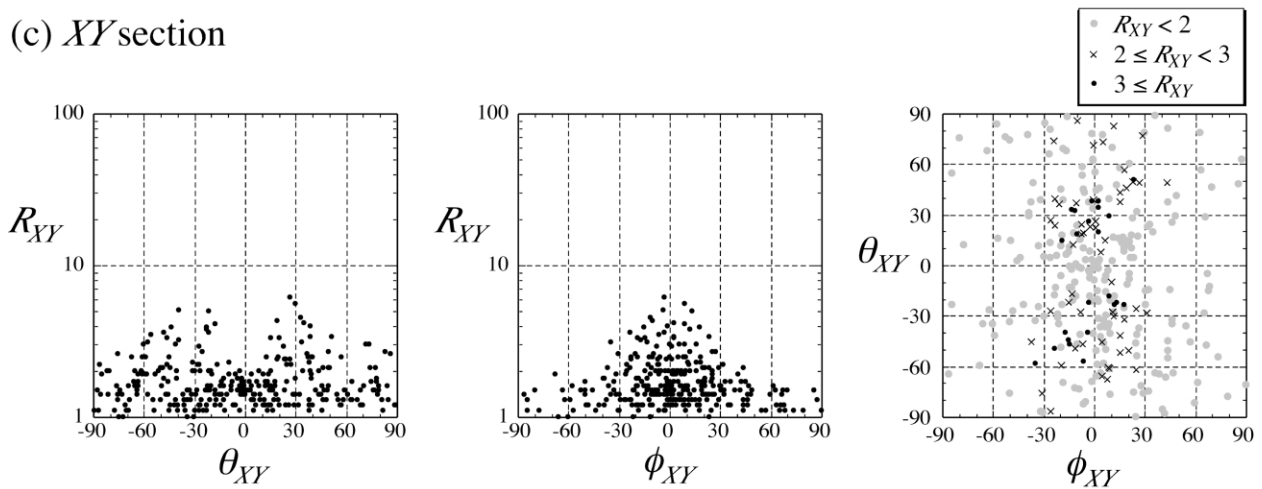 (c) XY section
R_XY < 2
2 ≤ R_XY < 3
3 ≤ R_XY
100
R_XY
10
1
-90 -60 -30 0 30 60 90
θ_XY
100
R_XY
10
1
-90 -60 -30 0 30 60 90
ϕ_XY
90
60
30
θ_XY
0
-30
-60
-90
-90 -60 -30 0 30 60 90
ϕ_XY